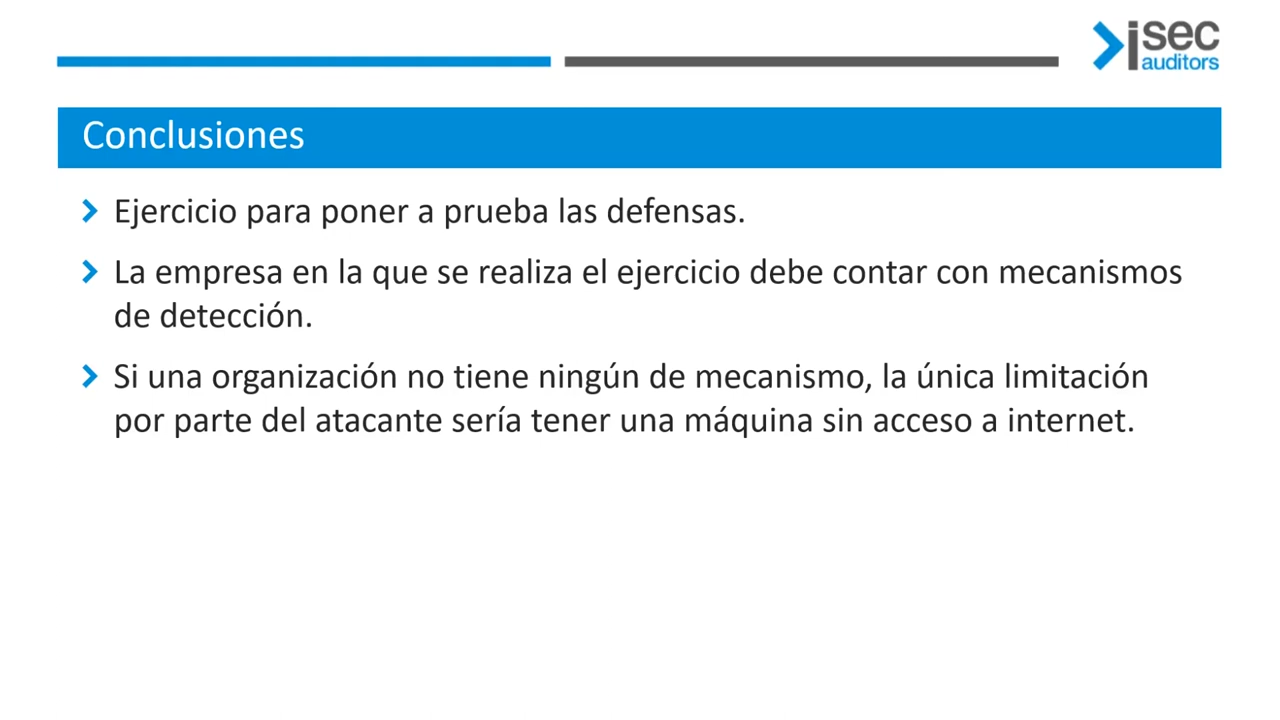 isec
auditors
Conclusiones
Ejercicio para poner a prueba las defensas.
La empresa en la que se realiza el ejercicio debe contar con mecanismos
de detección.
Si una organización no tiene ningún de mecanismo, la única limitación
por parte del atacante sería tener una máquina sin acceso a internet.